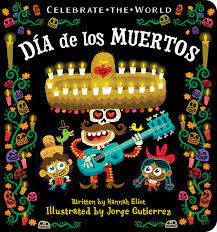 CELEBRATE • THE • WORLD
DÍA DE LOS MUERTOS
WRITTEN BY HANNAH ELIOT
ILLUSTRATED BY JORGE GUTIERREZ